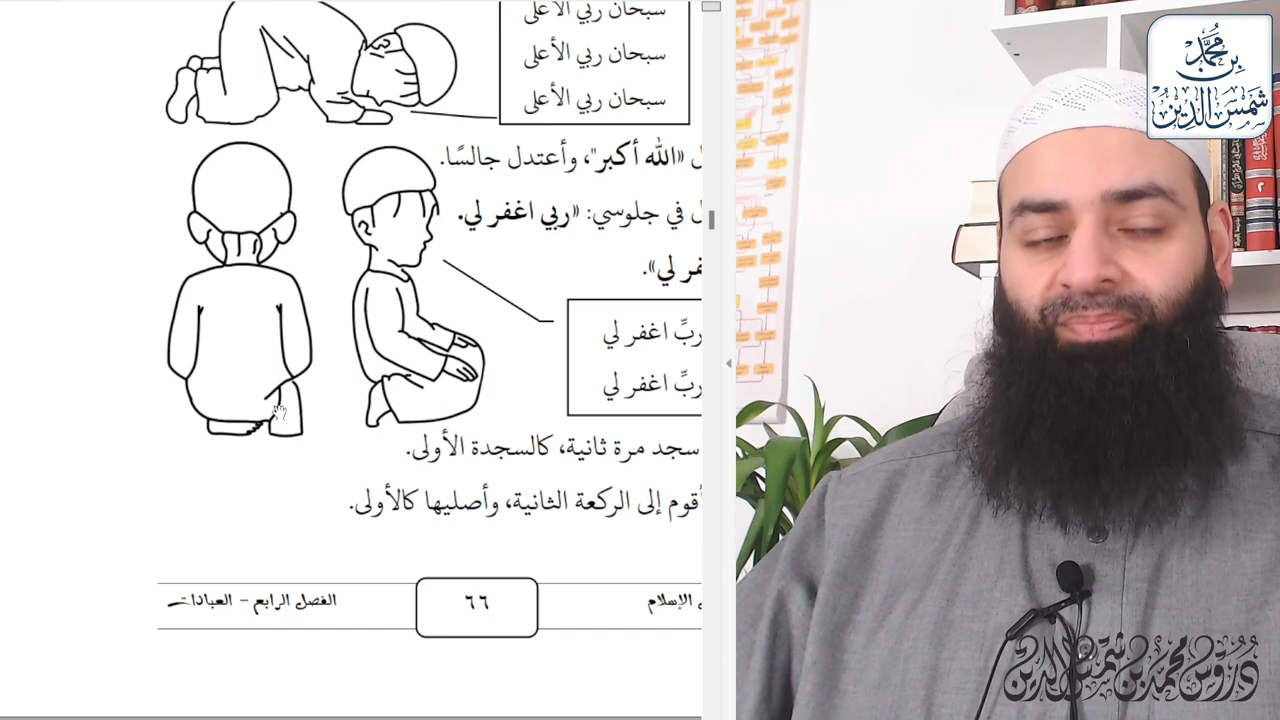 سبحان ربي الأعلى
سبحان ربي الأعلى
سبحان ربي الأعلى
ل «الله أكبر"، وأعتدل جالسًا.
ل في جلوسي: «ربي اغفر لي.
فر لي».
ربِّ اغفر لي
ربِّ اغفر لي
سجد مرة ثانية، كالسجدة الأولى.
أقوم إلى الركعة الثانية، وأصليها كالأولى.
الإسلام
٦٦
الفصل الرابع - العبادات
مُحَمَّد
بن
شمس الدين
دروس محمد بن شمس الدين
٢